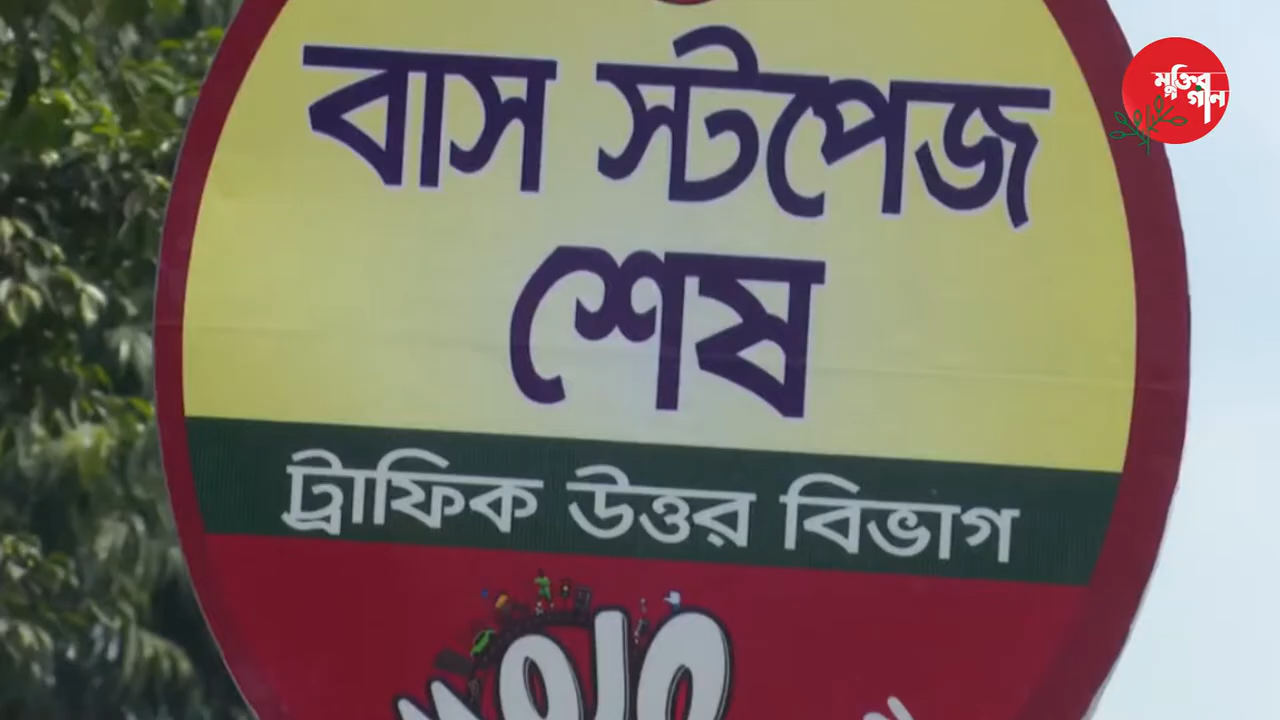 বাস স্টপেজ
শেষ
ট্রাফিক উত্তর বিভাগ
মুক্তির
গান